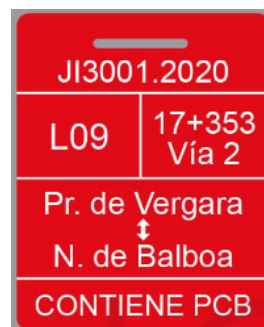 JI3001.2020
L09
17+353
Vía 2
Pr. de Vergara
↕
N. de Balboa
CONTIENE PCB